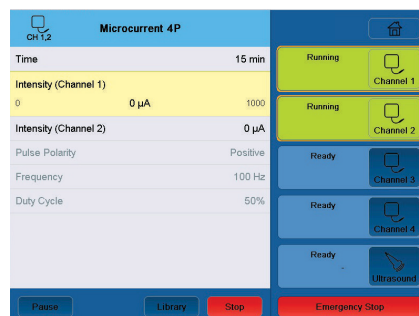 CH 1,2
Microcurrent 4P
Time 15 min
Intensity (Channel 1)
0 0 µA 1000
Intensity (Channel 2) 0 µA
Pulse Polarity Positive
Frequency 100 Hz
Duty Cycle 50%
Pause Library Stop
Running
Channel 1
Running
Channel 2
Ready
Channel 3
Ready
Channel 4
Ready
-
Ultrasound
Emergency Stop